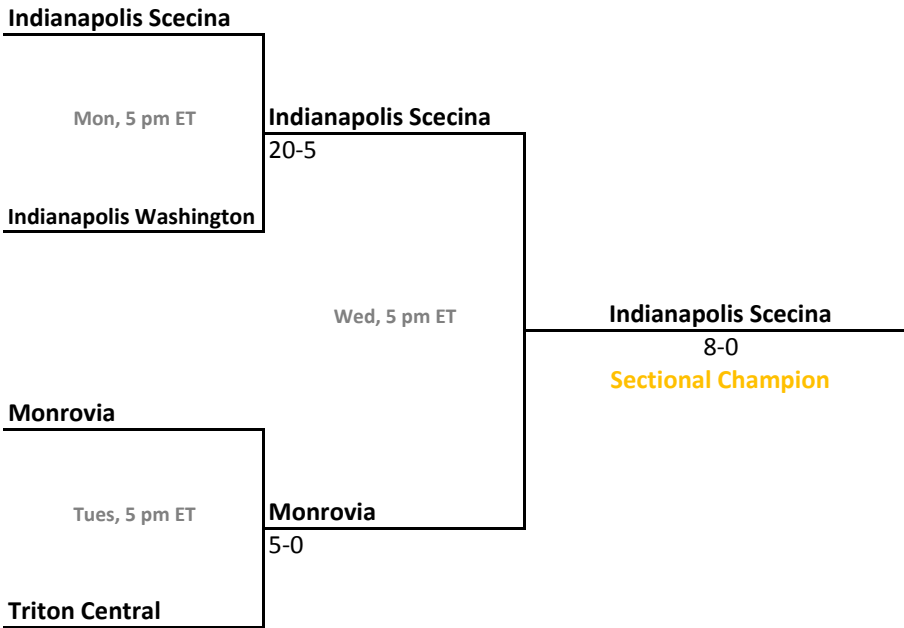 Indianapolis Scecina
Mon, 5 pm ET
Indianapolis Scecina
20-5
Indianapolis Washington
Wed, 5 pm ET
Indianapolis Scecina
8-0
Sectional Champion
Monrovia
Tues, 5 pm ET
Monrovia
5-0
Triton Central